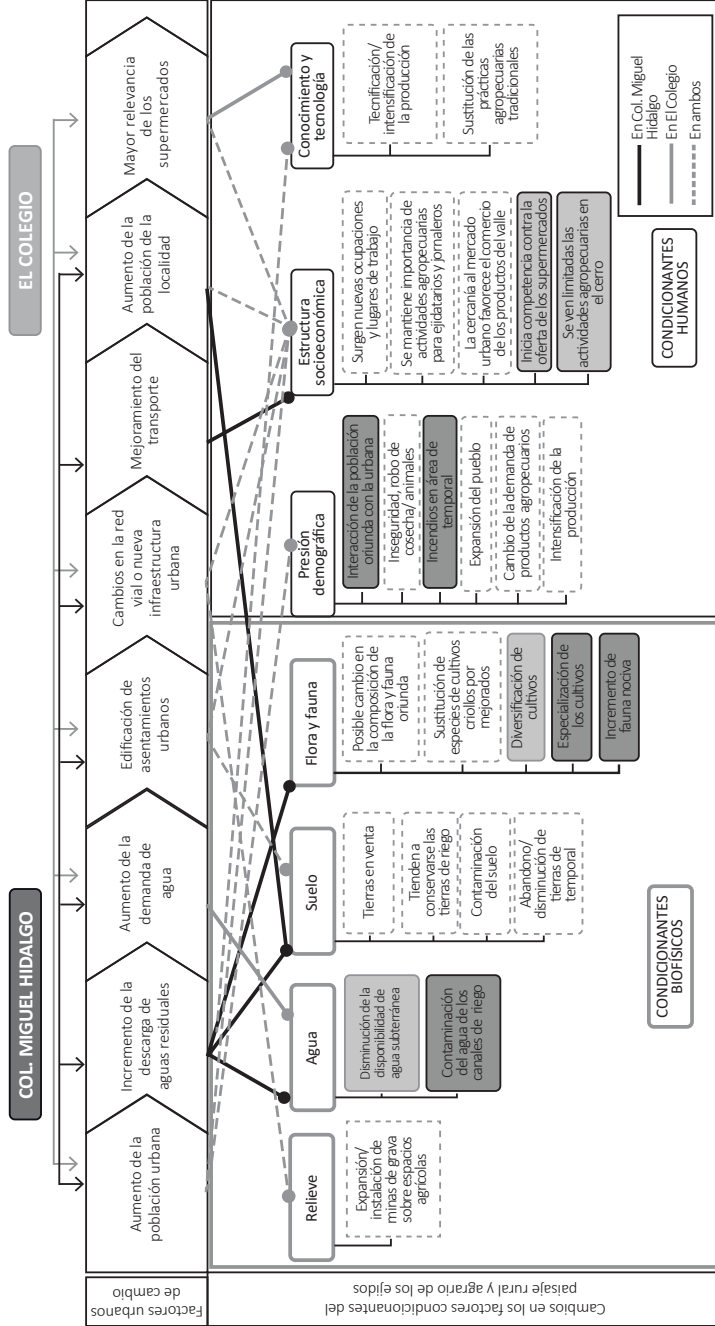 COL. MIGUEL HIDALGO
EL COLEGIO
Factores urbanos
de cambio
Aumento de la
población urbana
Incremento de la
descarga de
aguas residuales
Aumento de la
demanda de
agua
Edificación de
asentamientos
urbanos
Cambios en la red
vial o nueva
infraestructura
urbana
Mejoramiento del
transporte
Aumento de la
población de la
localidad
Mayor relevancia
de los
supermercados
Cambios en los factores condicionantes del
paisaje rural y agrario de los ejidos
Relieve
Expansión/
instalación de
minas de grava
sobre espacios
agrícolas
Agua
Disminución de la
disponibilidad de
agua subterránea
Contaminación
del agua de los
canales de riego
Suelo
Tierras en venta
Tienden a
conservarse las
tierras de riego
Contaminación
del suelo
Abandono/
disminución de
tierras de
temporal
Flora y fauna
Posible cambio en
la composición de
la flora y fauna
oriunda
Sustitución de
especies de cultivos
criollos por
mejorados
Diversificación de
cultivos
Especialización de
los cultivos
Incremento de
fauna nociva
CONDICIONANTES
BIOFÍSICOS
Presión
demográfica
Interacción de la población
oriunda con la urbana
Inseguridad, robo de
cosecha/ animales
Incendios en área de
temporal
Expansión del pueblo
Cambio de la demanda de
productos agropecuarios
Intensificación de la
producción
Estructura
socioeconómica
Surgen nuevas ocupaciones
y lugares de trabajo
Se mantiene importancia de
actividades agropecuarias
para ejidatarios y jornaleros
La cercanía al mercado
urbano favorece el comercio
de los productos del valle
Inicia competencia contra la
oferta de los supermercados
Se ven limitadas las
actividades agropecuarias en
el cerro
Conocimiento y
tecnología
Tecnificación/
intensificación de
la producción
Sustitución de las
prácticas
agropecuarias
tradicionales
CONDICIONANTES
HUMANOS
En Col. Miguel
Hidalgo
En El Colegio
En ambos